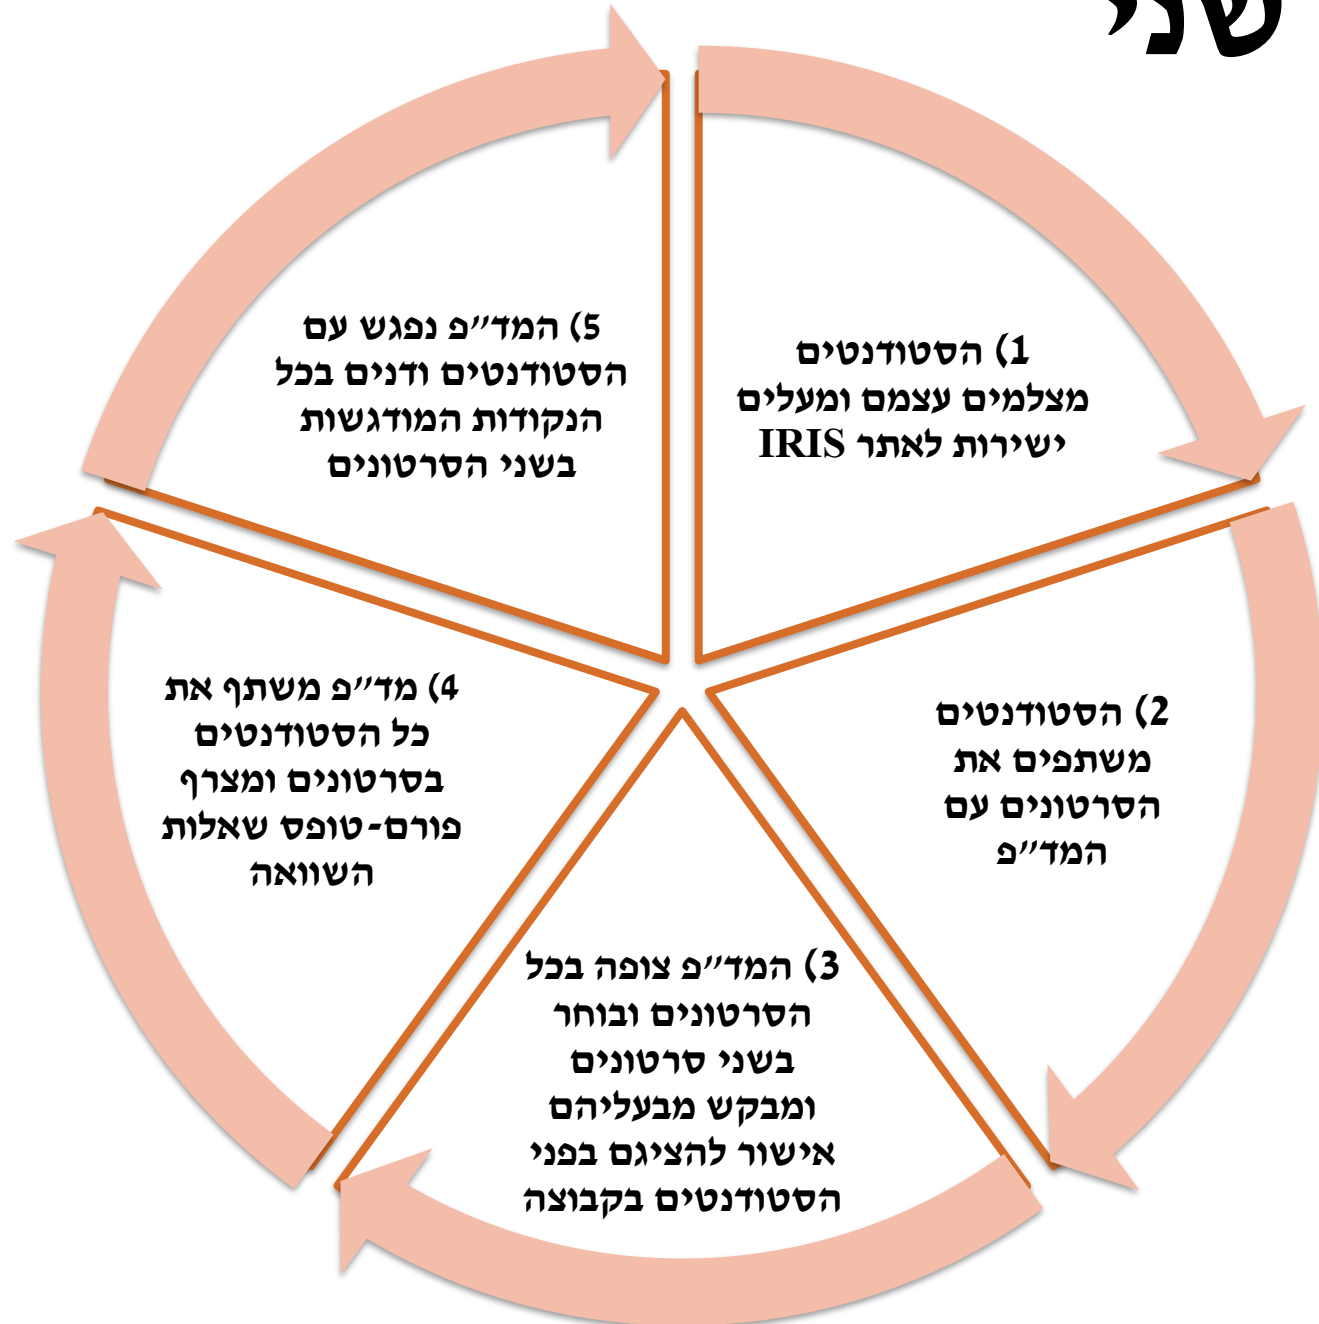 שני
1) הסטודנטים
מצלמים עצמם ומעלים
ישירות לאתר IRIS
2) הסטודנטים
משתפים את
הסרטונים עם
המד״פ
3) המד״פ צופה בכל
הסרטונים ובוחר
בשני סרטונים
ומבקש מבעליהם
אישור להציגם בפני
הסטודנטים בקבוצה
4) מד״פ משתף את
כל הסטודנטים
בסרטונים ומצרף
פורם-טופס שאלות
השוואה
5) המד״פ נפגש עם
הסטודנטים ודנים בכל
הנקודות המודגשות
בשני הסרטונים